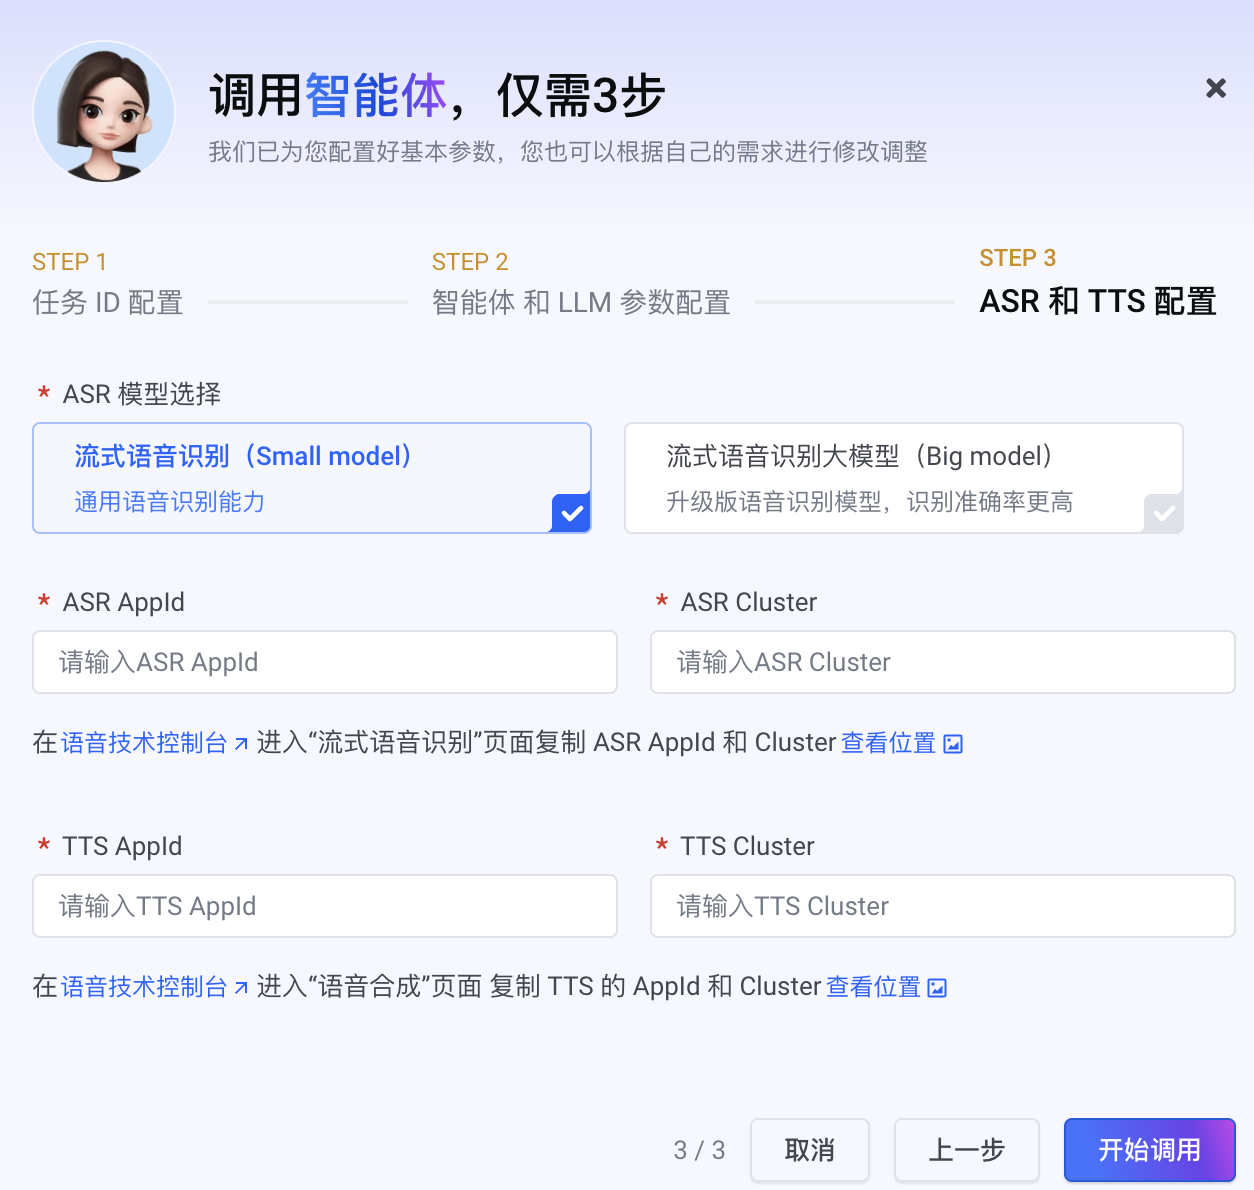 调用智能体，仅需3步
我们已为您配置好基本参数，您也可以根据自己的需求进行修改调整
STEP 1
任务 ID 配置
STEP 2
智能体 和 LLM 参数配置
STEP 3
ASR 和 TTS 配置
* ASR 模型选择
流式语音识别（Small model）
通用语音识别能力
流式语音识别大模型（Big model）
升级版语音识别模型，识别准确率更高
* ASR AppId
请输入ASR AppId
* ASR Cluster
请输入ASR Cluster
在语音技术控制台 进入“流式语音识别”页面复制 ASR AppId 和 Cluster 查看位置
* TTS AppId
请输入TTS AppId
* TTS Cluster
请输入TTS Cluster
在语音技术控制台 进入“语音合成”页面 复制 TTS 的 AppId 和 Cluster 查看位置
3 / 3
取消
上一步
开始调用